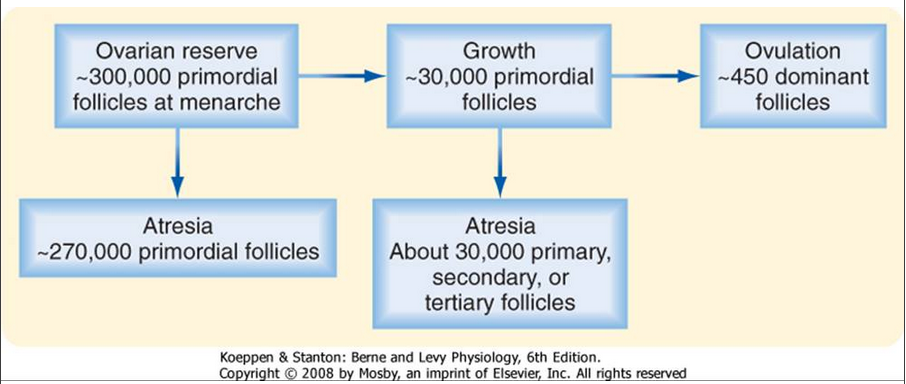 Ovarian reserve
~300,000 primordial
follicles at menarche
Growth
~30,000 primordial
follicles
Ovulation
~450 dominant
follicles
Atresia
~270,000 primordial follicles
Atresia
About 30,000 primary,
secondary, or
tertiary follicles
Koeppen & Stanton: Berne and Levy Physiology, 6th Edition.
Copyright © 2008 by Mosby, an imprint of Elsevier, Inc. All rights reserved